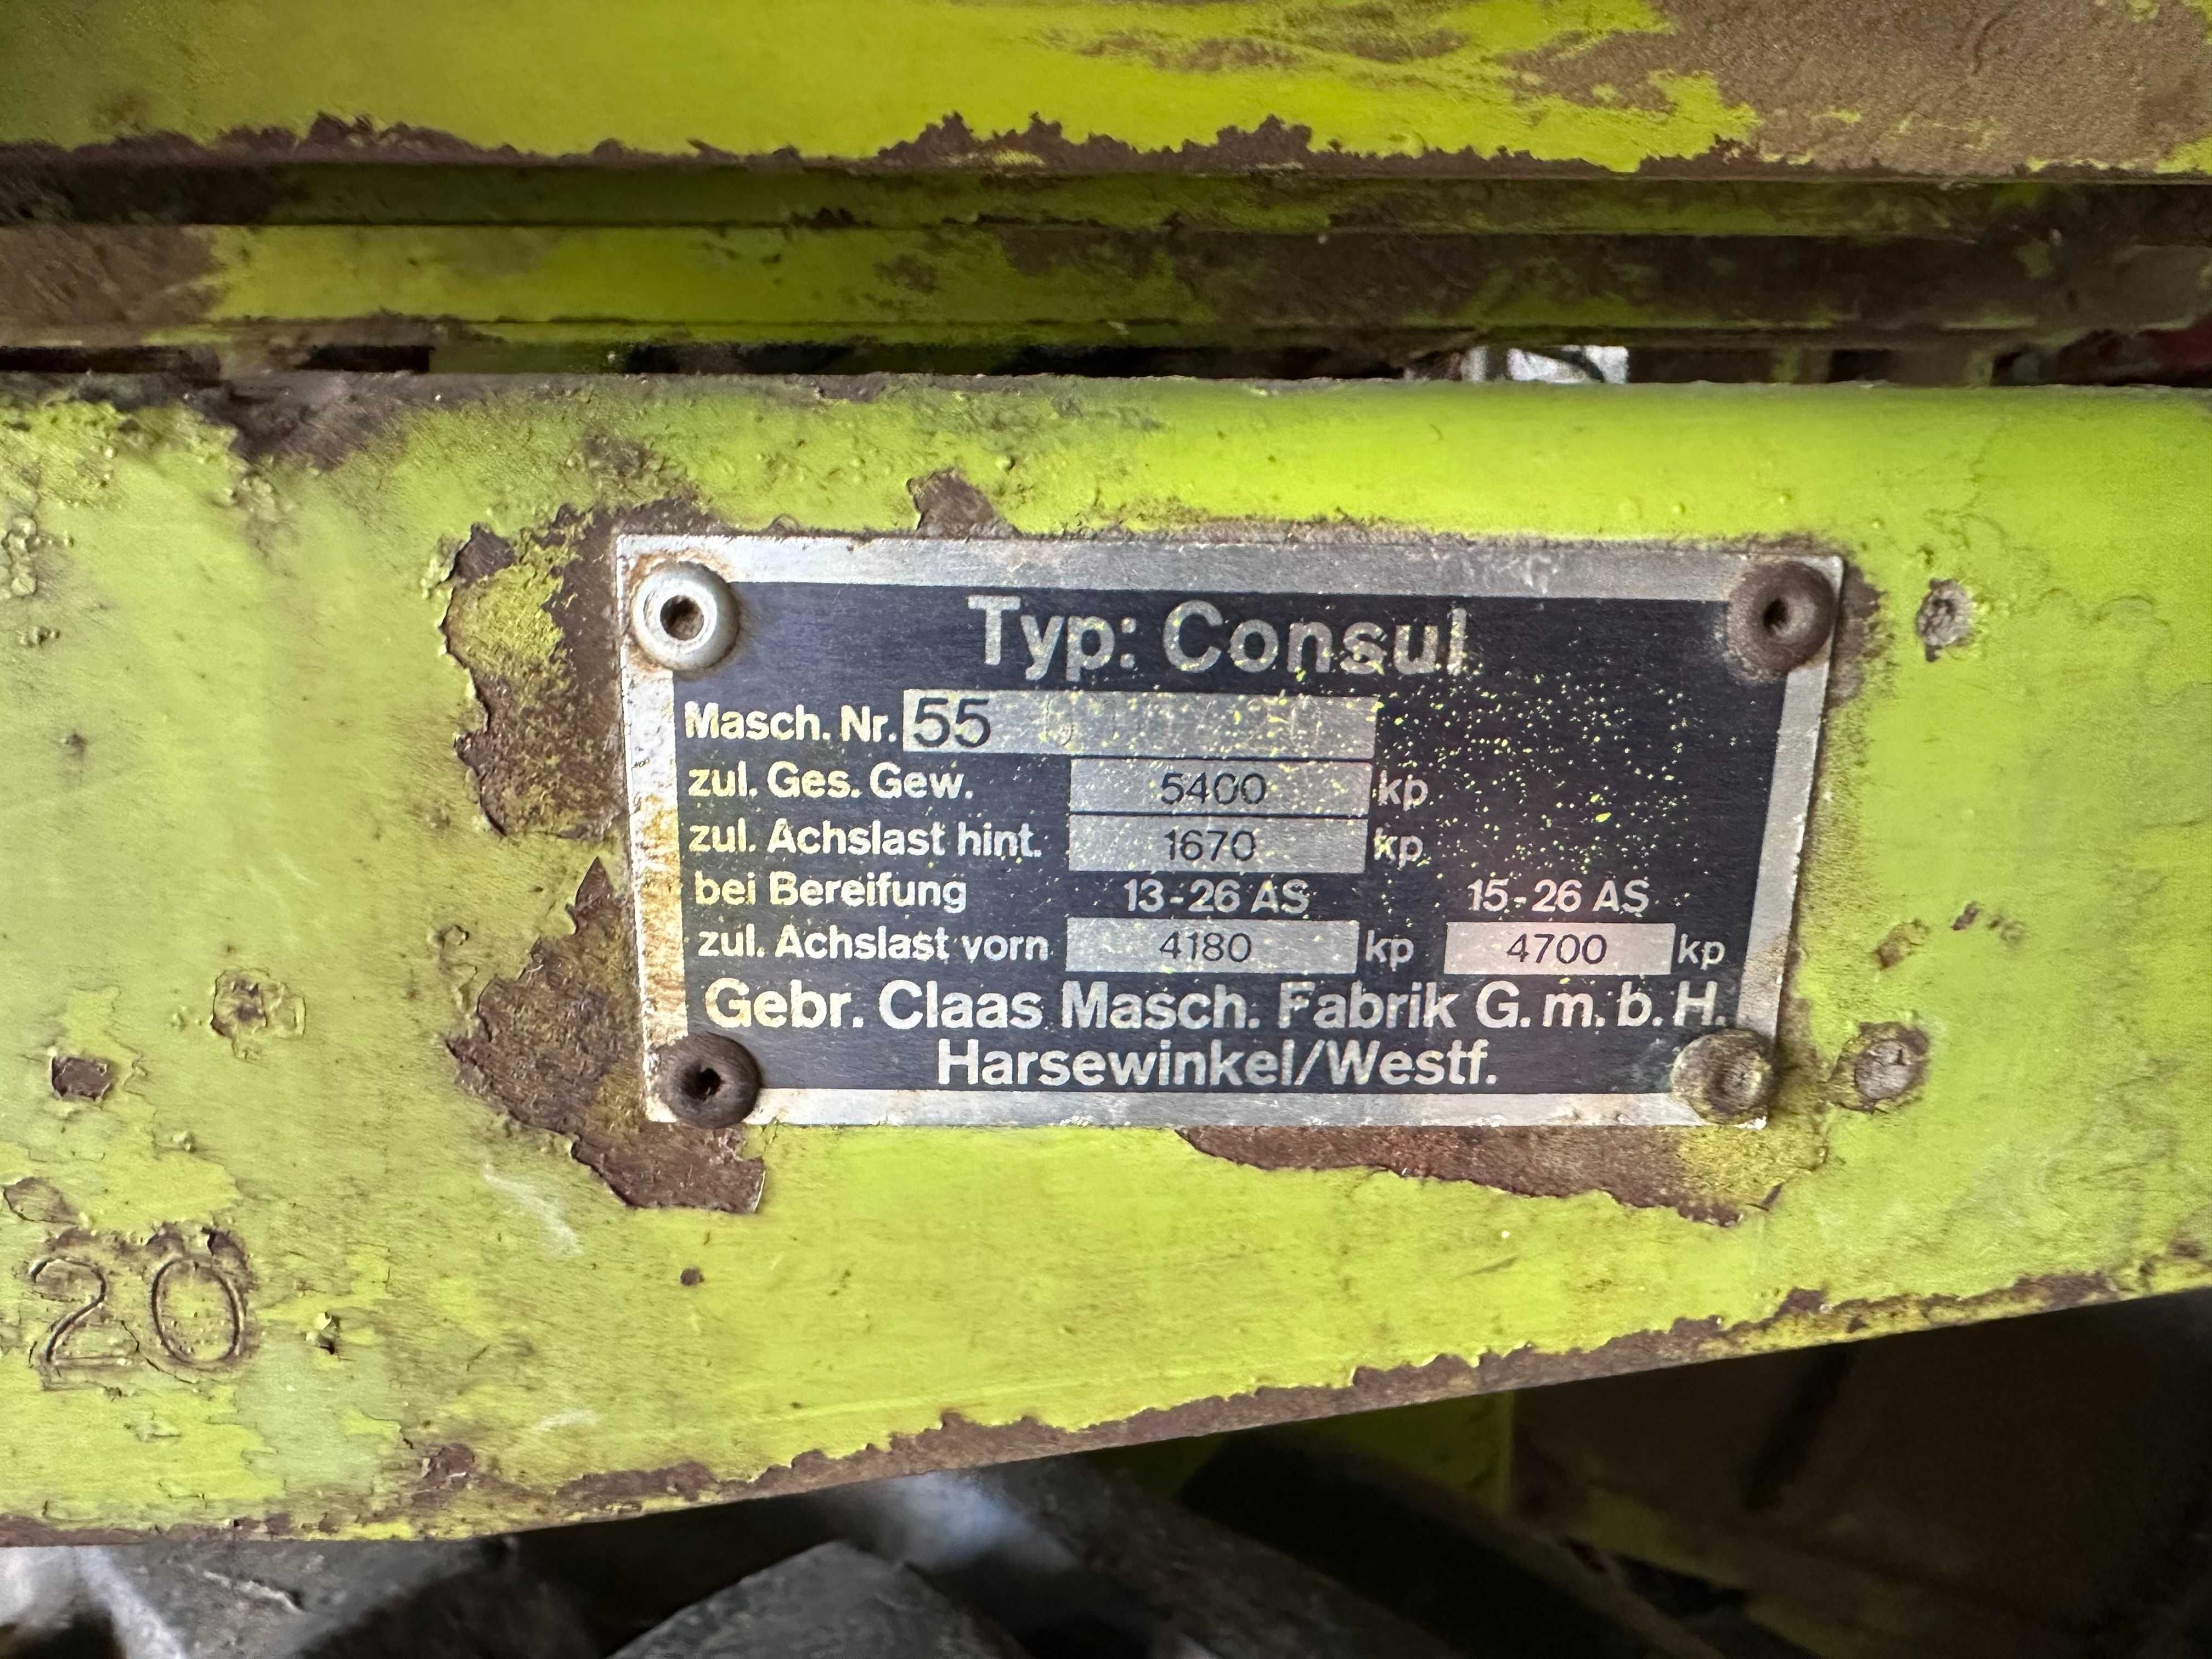 Typ: Consul
Masch. Nr. 55
zul. Ges. Gew. 5400 kp
zul. Achslast hint. 1670 kp
bei Bereifung 13-26 AS 15-26 AS
zul. Achslast vorn 4180 kp 4700 kp
Gebr. Claas Masch. Fabrik G.m.b.H.
Harsewinkel/Westf.
20